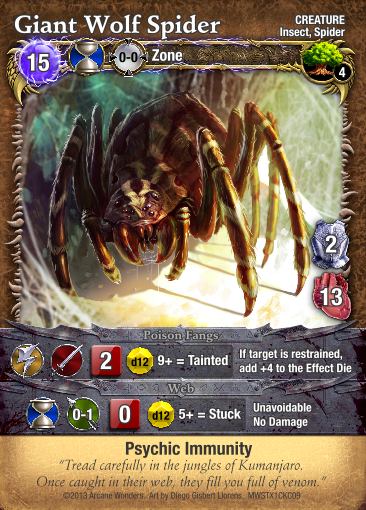 Giant Wolf Spider
CREATURE
Insect, Spider
15
0-0
Zone
4
2
13
Poison Fangs
2
d12
9+ = Tainted
If target is restrained,
add +4 to the Effect Die
Web
0-1
0
d12
5+ = Stuck
Unavoidable
No Damage
Psychic Immunity
"Tread carefully in the jungles of Kumanjaro.
Once caught in their web, they fill you full of venom."
©2013 Arcane Wonders. Art by Diego Gisbert Llorens. MWSTX1CKC09